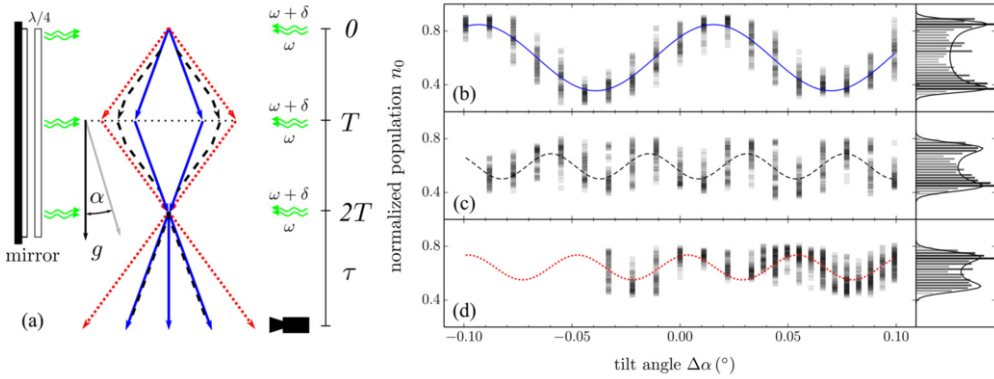 λ/4
ω + δ
ω
0
ω + δ
ω
T
α
g
mirror
ω + δ
ω
2T
τ
(a)
normalized population n₀
0.8
0.4
(b)
0.8
0.4
(c)
0.8
0.4
(d)
−0.10 −0.05 0.00 0.05 0.10
tilt angle Δα (°)